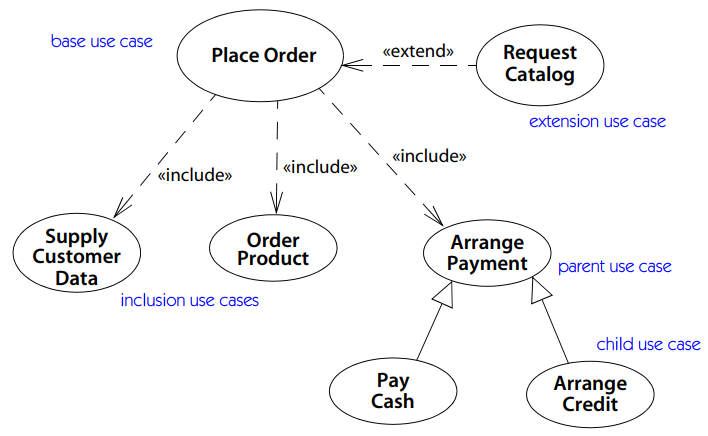 base use case
Place Order
«extend»
Request
Catalog
extension use case
«include»
«include»
«include»
Supply
Customer
Data
Order
Product
Arrange
Payment
parent use case
inclusion use cases
child use case
Pay
Cash
Arrange
Credit